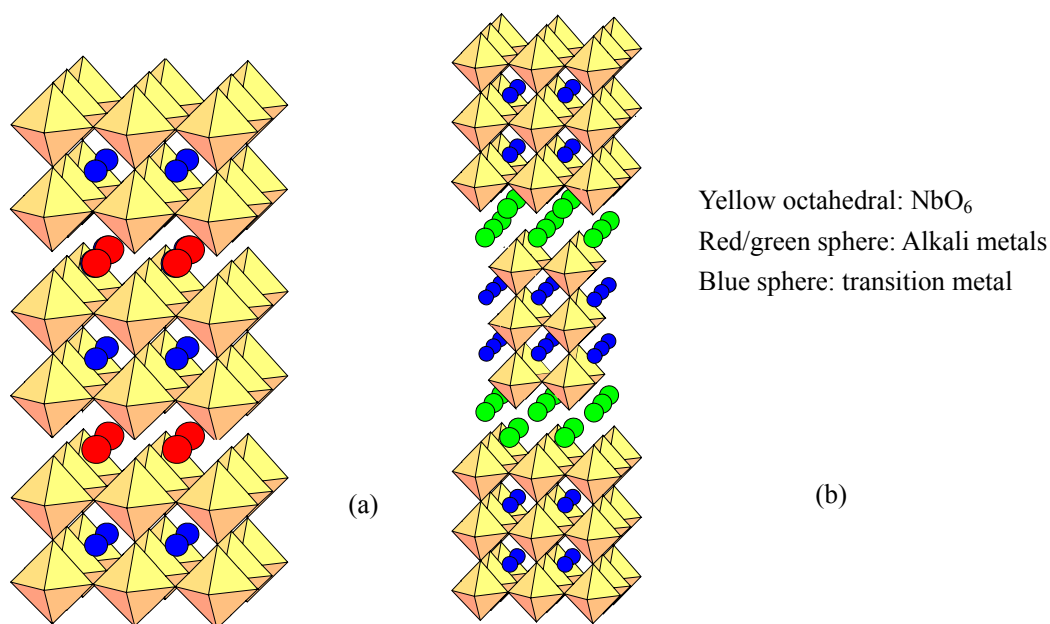 Yellow octahedral: NbO₆
Red/green sphere: Alkali metals
Blue sphere: transition metal
(a)
(b)